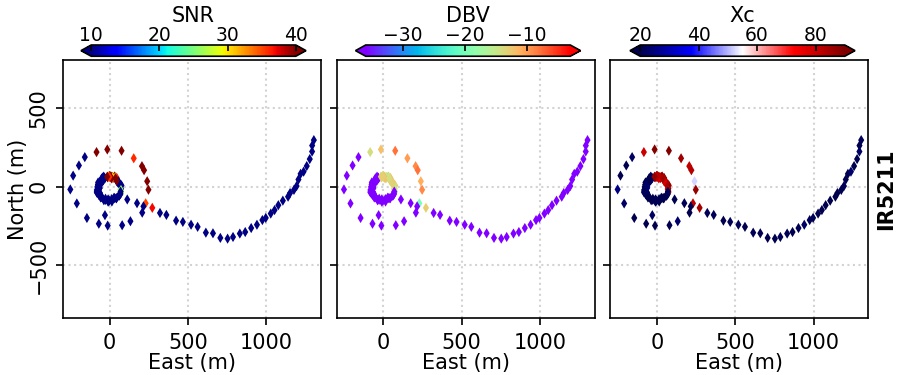 SNR DBV Xc
10 20 30 40 −30 −20 −10 20 40 60 80
North (m)
500
0
−500
IR5211
0 500 1000 0 500 1000 0 500 1000
East (m) East (m) East (m)